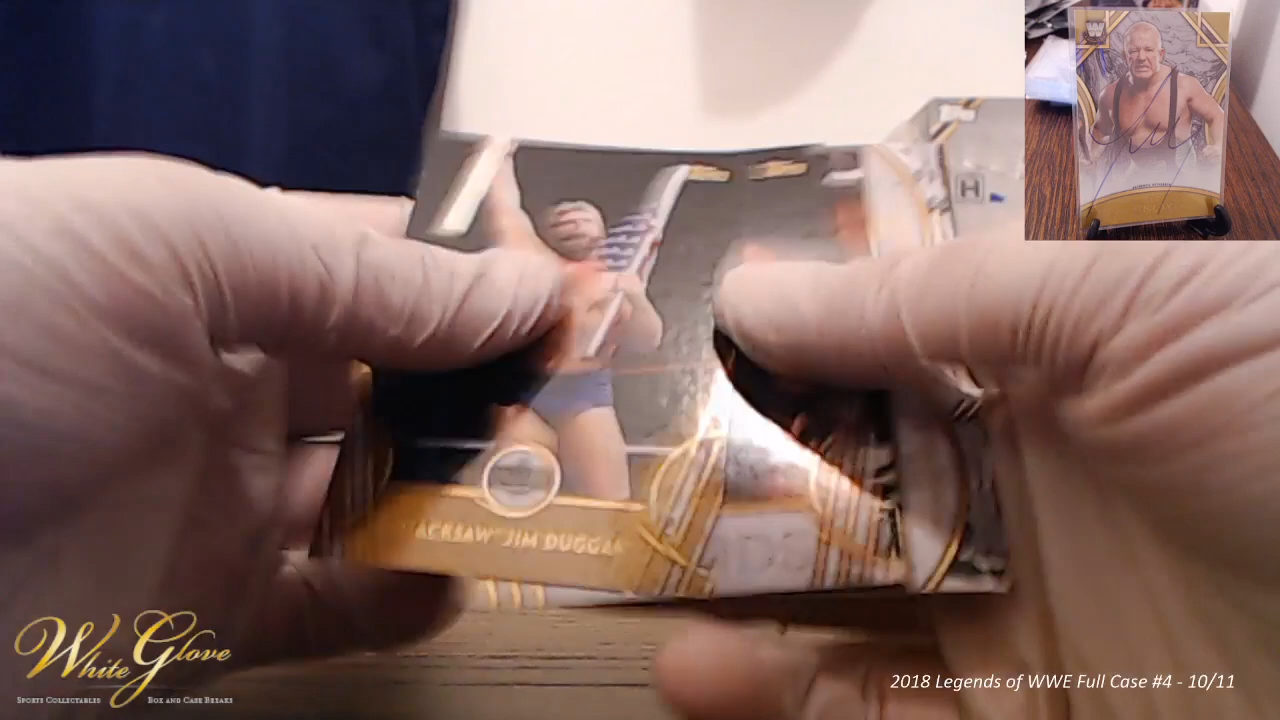 W
H
ACKSAW" JIM DUGGA
White Glove
SPORTS COLLECTABLES BOX AND CASE BREAKS
2018 Legends of WWE Full Case #4 - 10/11